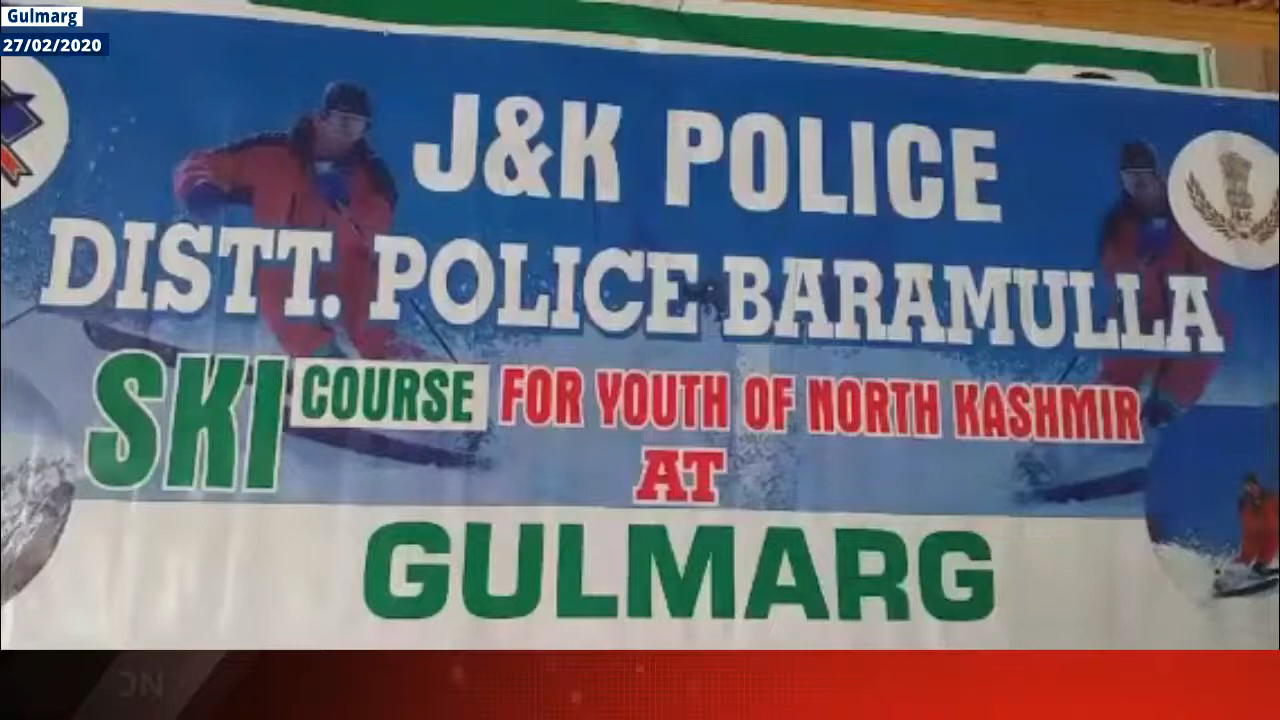 Gulmarg
27/02/2020
J&K POLICE
DISTT. POLICE BARAMULLA
SKI COURSE FOR YOUTH OF NORTH KASHMIR
AT
GULMARG
J&K